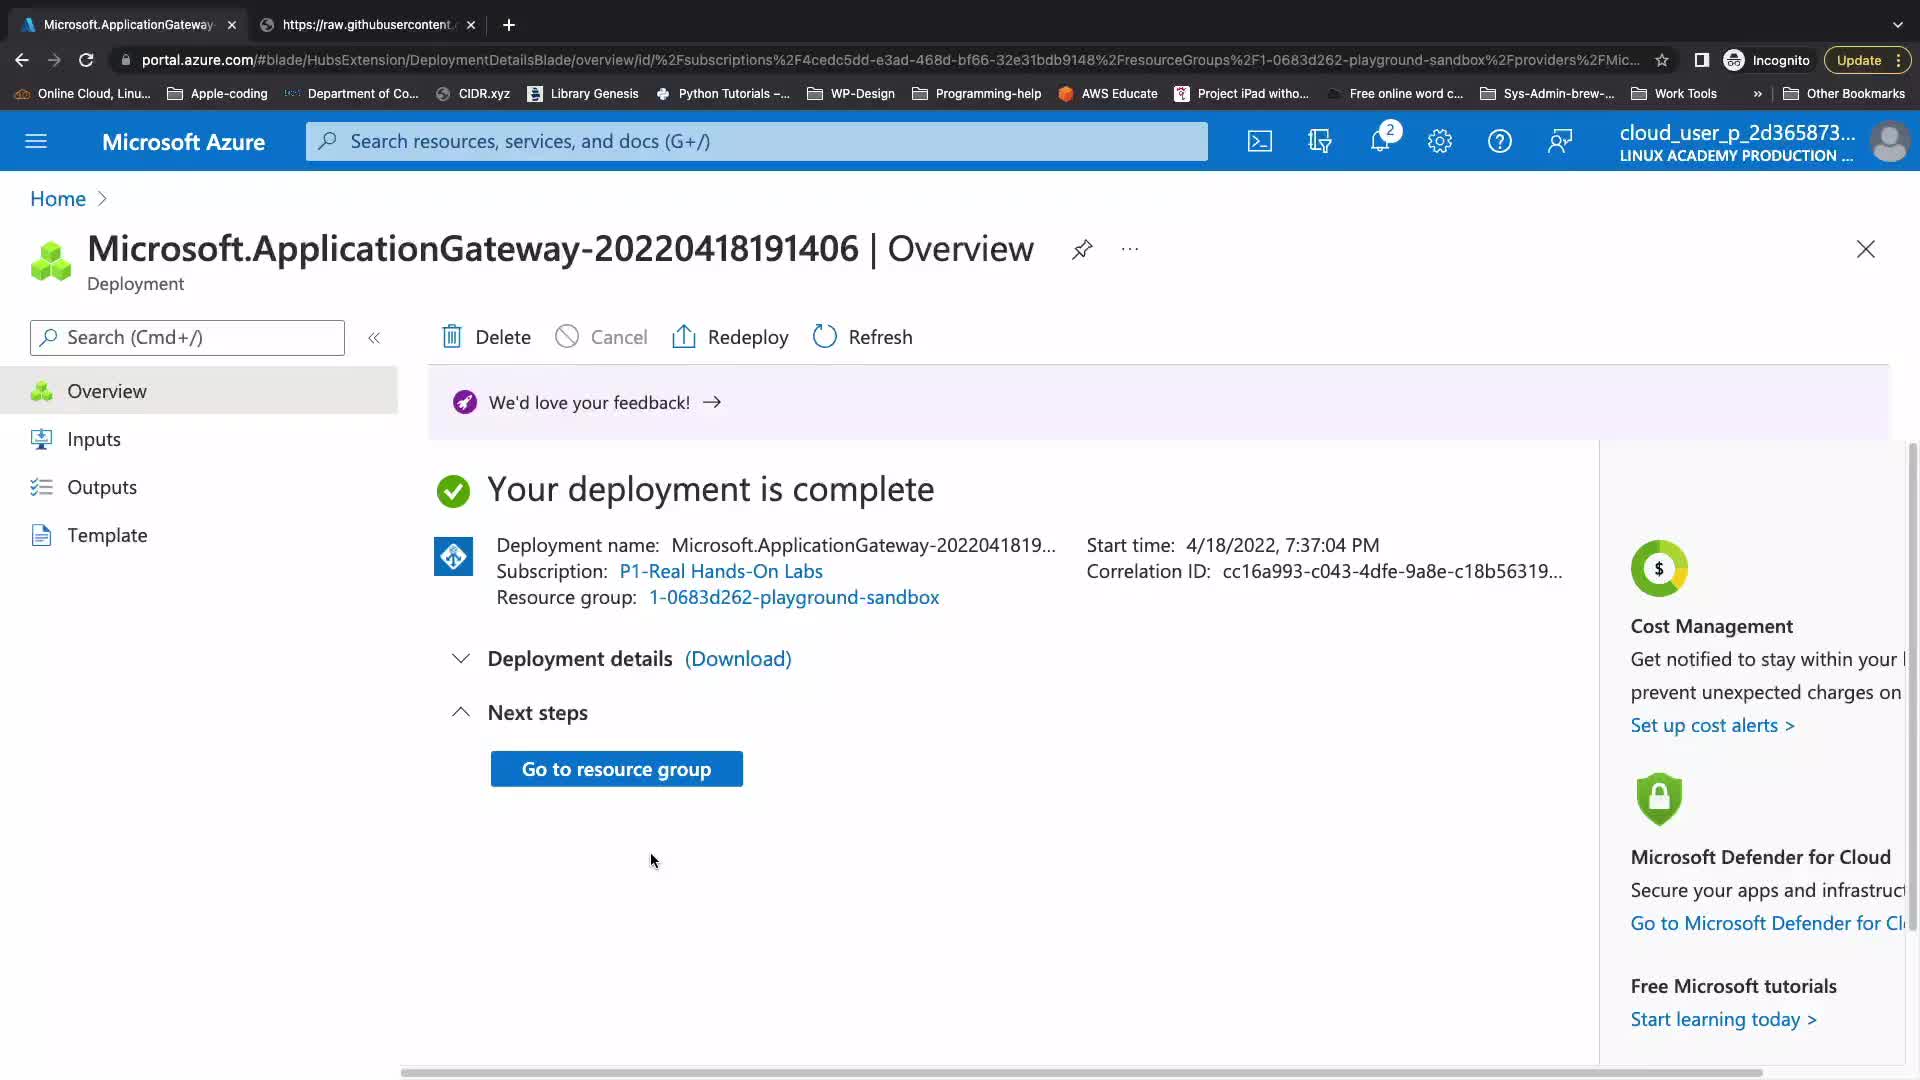 Microsoft.ApplicationGateway-
https://raw.githubusercontent.c
portal.azure.com/#blade/HubsExtension/DeploymentDetailsBlade/overview/id/%2Fsubscriptions%2F4cedc5dd-e3ad-468d-bf66-32e31bdb9148%2FresourceGroups%2F1-0683d262-playground-sandbox%2Fproviders%2FMic...
Incognito
Update
Online Cloud, Linu...
Apple-coding
Department of Co...
CIDR.xyz
Library Genesis
Python Tutorials –...
WP-Design
Programming-help
AWS Educate
Project iPad witho...
Free online word c...
Sys-Admin-brew-...
Work Tools
»
Other Bookmarks
Microsoft Azure
Search resources, services, and docs (G+/)
2
cloud_user_p_2d365873...
LINUX ACADEMY PRODUCTION ...
Home
Microsoft.ApplicationGateway-20220418191406 | Overview
Deployment
Search (Cmd+/)
Delete
Cancel
Redeploy
Refresh
Overview
Inputs
Outputs
Template
We'd love your feedback! →
Your deployment is complete
Deployment name: Microsoft.ApplicationGateway-2022041819...
Subscription: P1-Real Hands-On Labs
Resource group: 1-0683d262-playground-sandbox
Start time: 4/18/2022, 7:37:04 PM
Correlation ID: cc16a993-c043-4dfe-9a8e-c18b56319...
Deployment details (Download)
Next steps
Go to resource group
$
Cost Management
Get notified to stay within your
prevent unexpected charges on
Set up cost alerts >
Microsoft Defender for Cloud
Secure your apps and infrastruct
Go to Microsoft Defender for Cl
Free Microsoft tutorials
Start learning today >